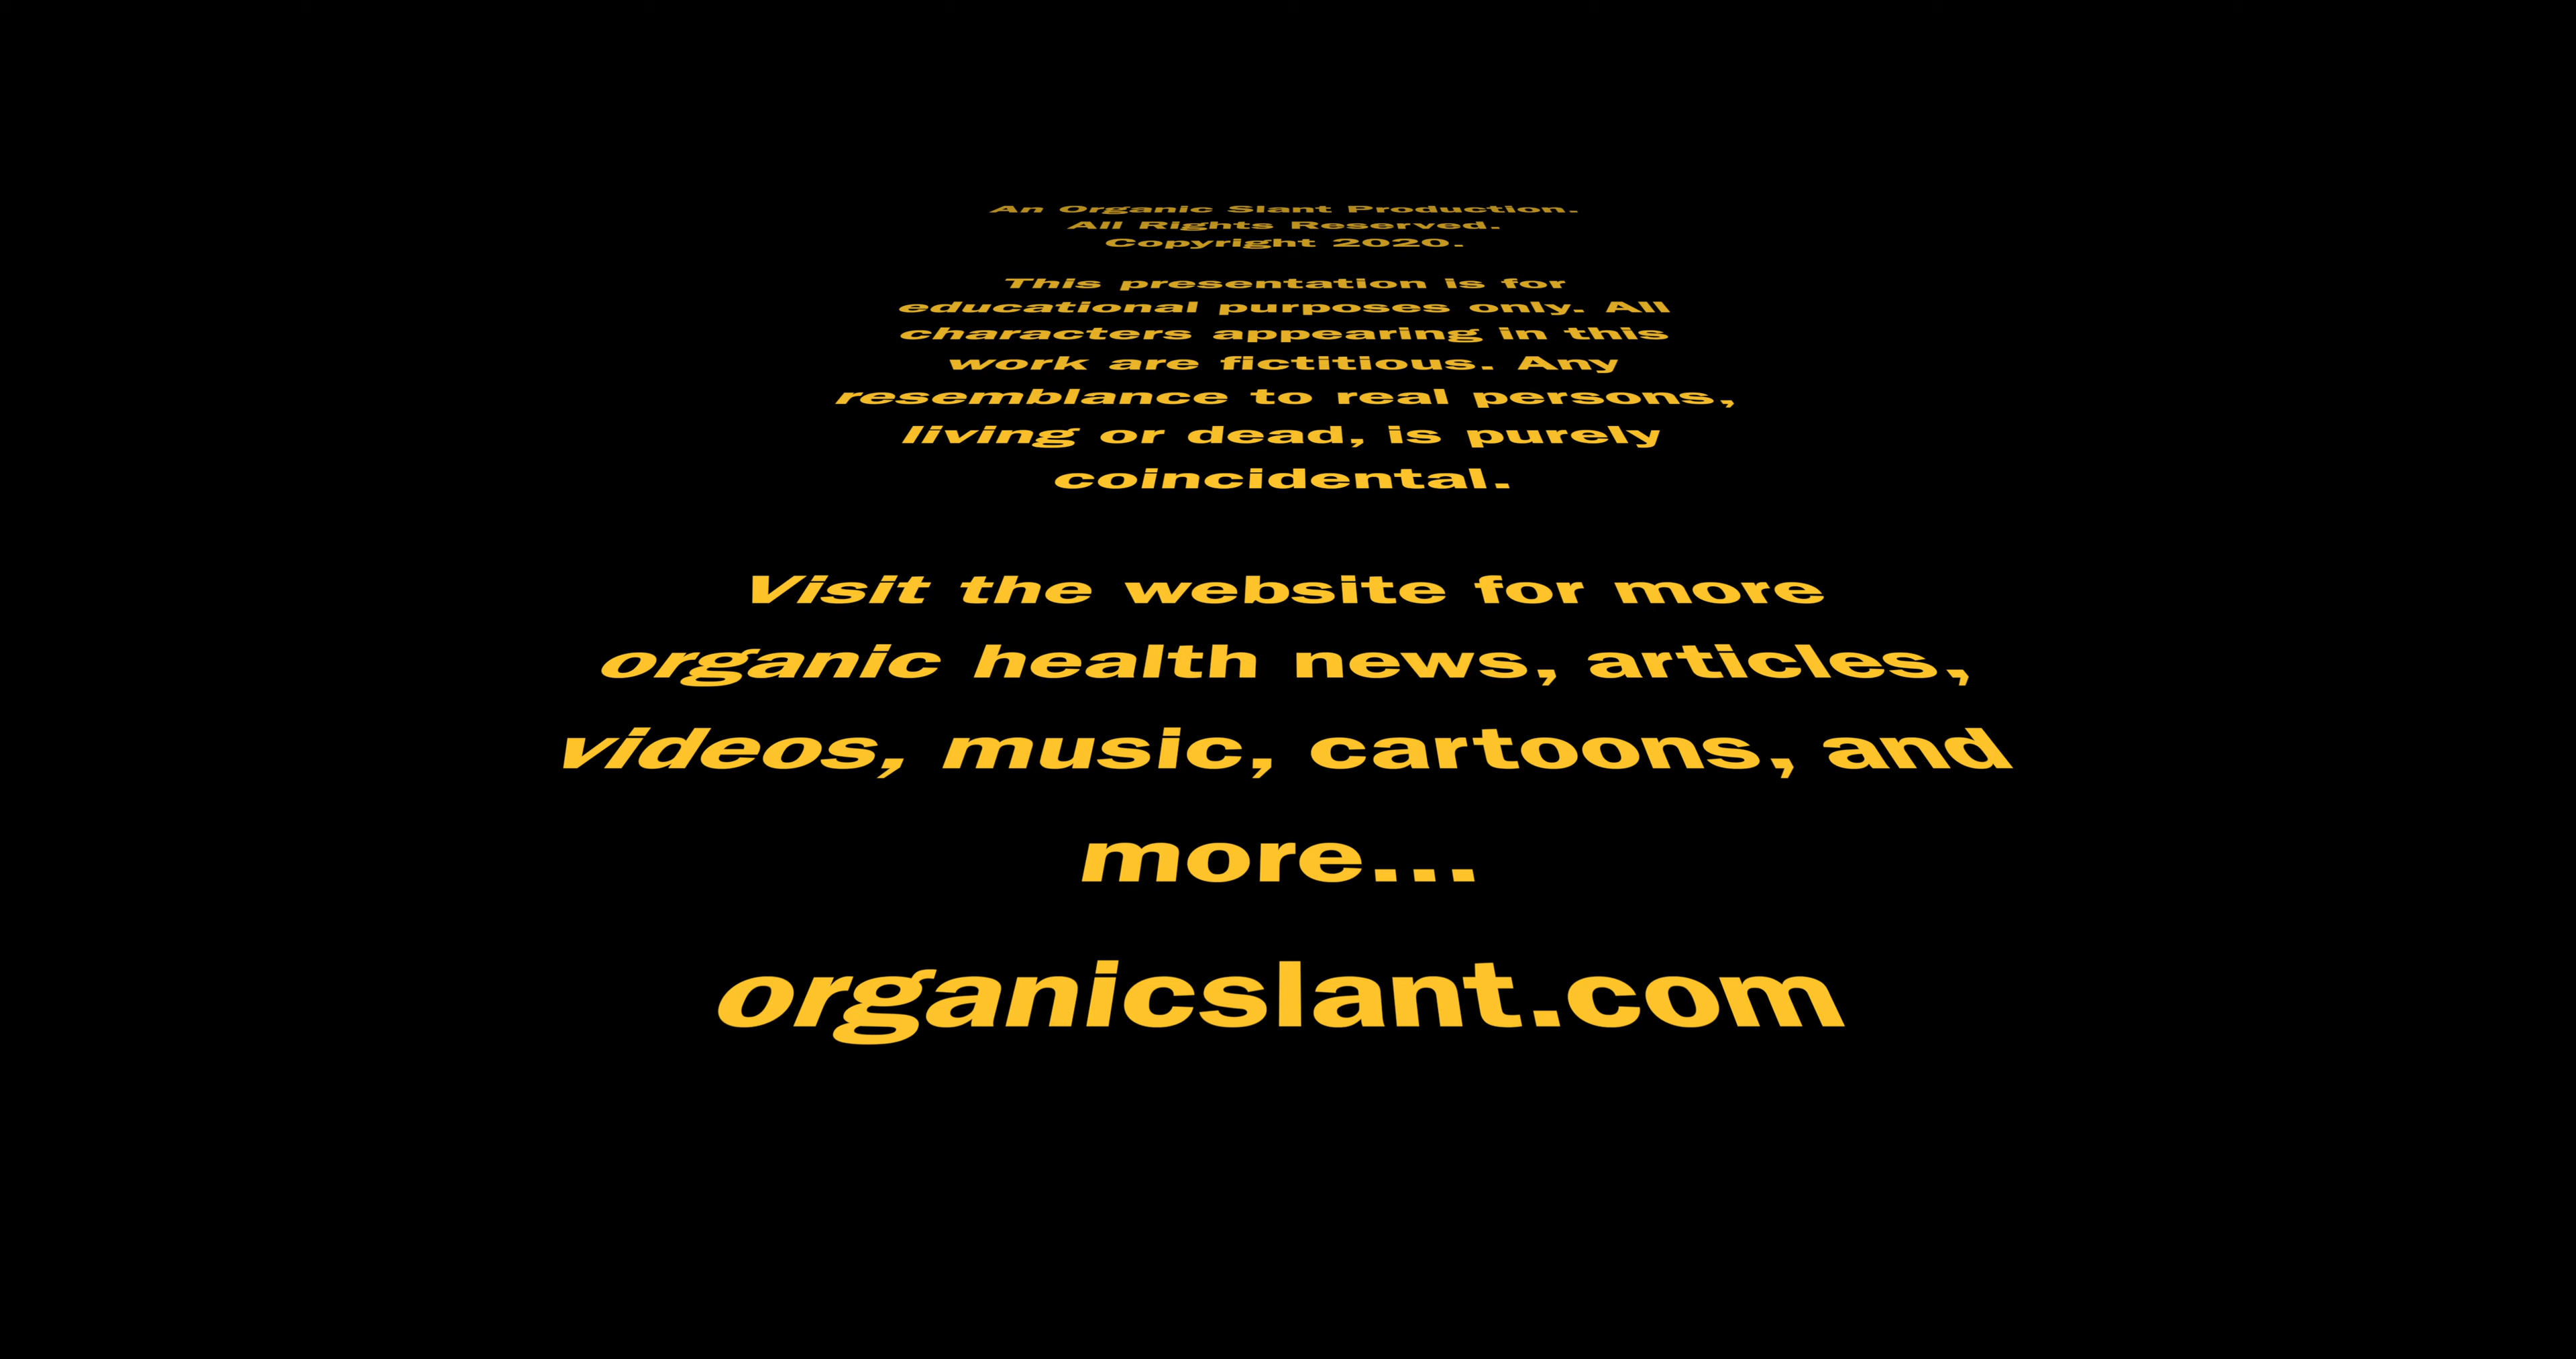 An Organic Slant Production.
All Rights Reserved.
Copyright 2020.
This presentation is for
educational purposes only. All
characters appearing in this
work are fictitious. Any
resemblance to real persons,
living or dead, is purely
coincidental.
Visit the website for more
organic health news, articles,
videos, music, cartoons, and
more...
organicslant.com